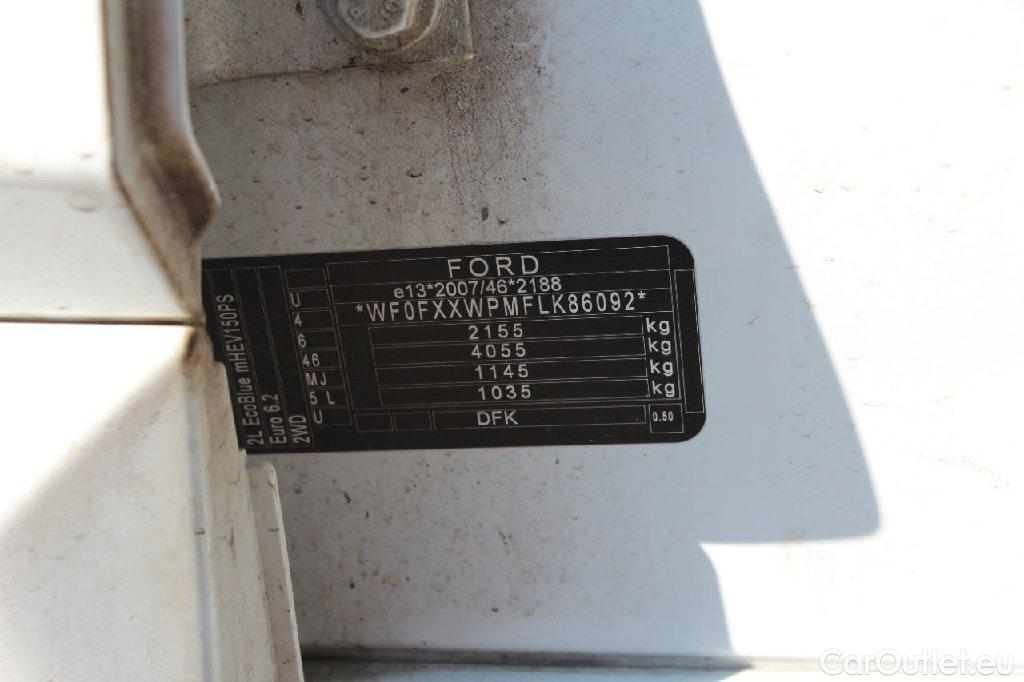 FORD
e13*2007/46*2188
*WF0FXXWPMFLK86092*
2155 kg
4055 kg
1145 kg
1035 kg
DFK
0.50
U
4
6
46
MJ
5 L
U
2L EcoBlue mHEV150PS
Euro 6.2
2WD
CarOutlet.eu